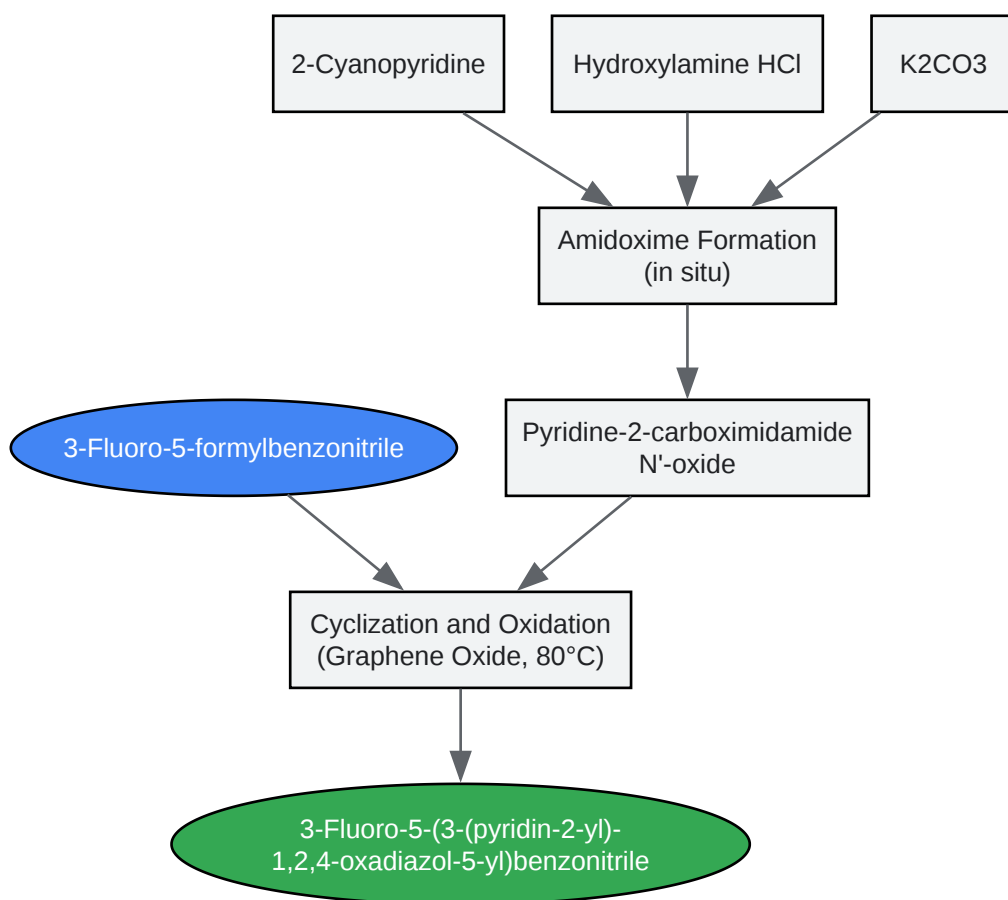 2-Cyanopyridine
Hydroxylamine HCl
K2CO3
Amidoxime Formation
(in situ)
3-Fluoro-5-formylbenzonitrile
Pyridine-2-carboximidamide
N'-oxide
Cyclization and Oxidation
(Graphene Oxide, 80°C)
3-Fluoro-5-(3-(pyridin-2-yl)-
1,2,4-oxadiazol-5-yl)benzonitrile